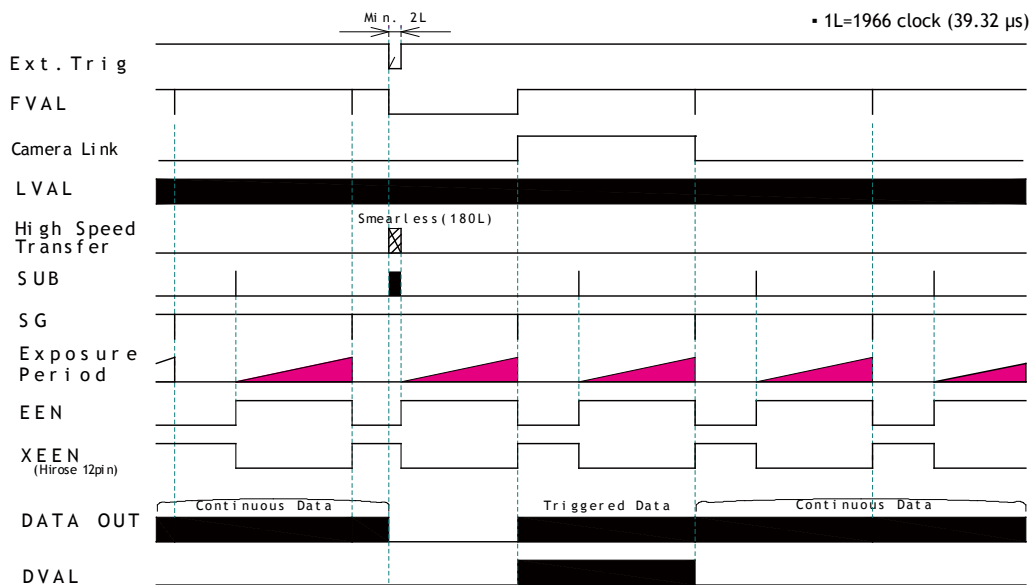 Min. 2L
▪ 1L=1966 clock (39.32 µs)
Ext.Trig
FVAL
Camera Link
LVAL
Smearless(180L)
High Speed
Transfer
SUB
SG
Exposure
Period
EEN
XEEN
(Hirose 12pin)
Continuous Data
Triggered Data
Continuous Data
DATA OUT
DVAL